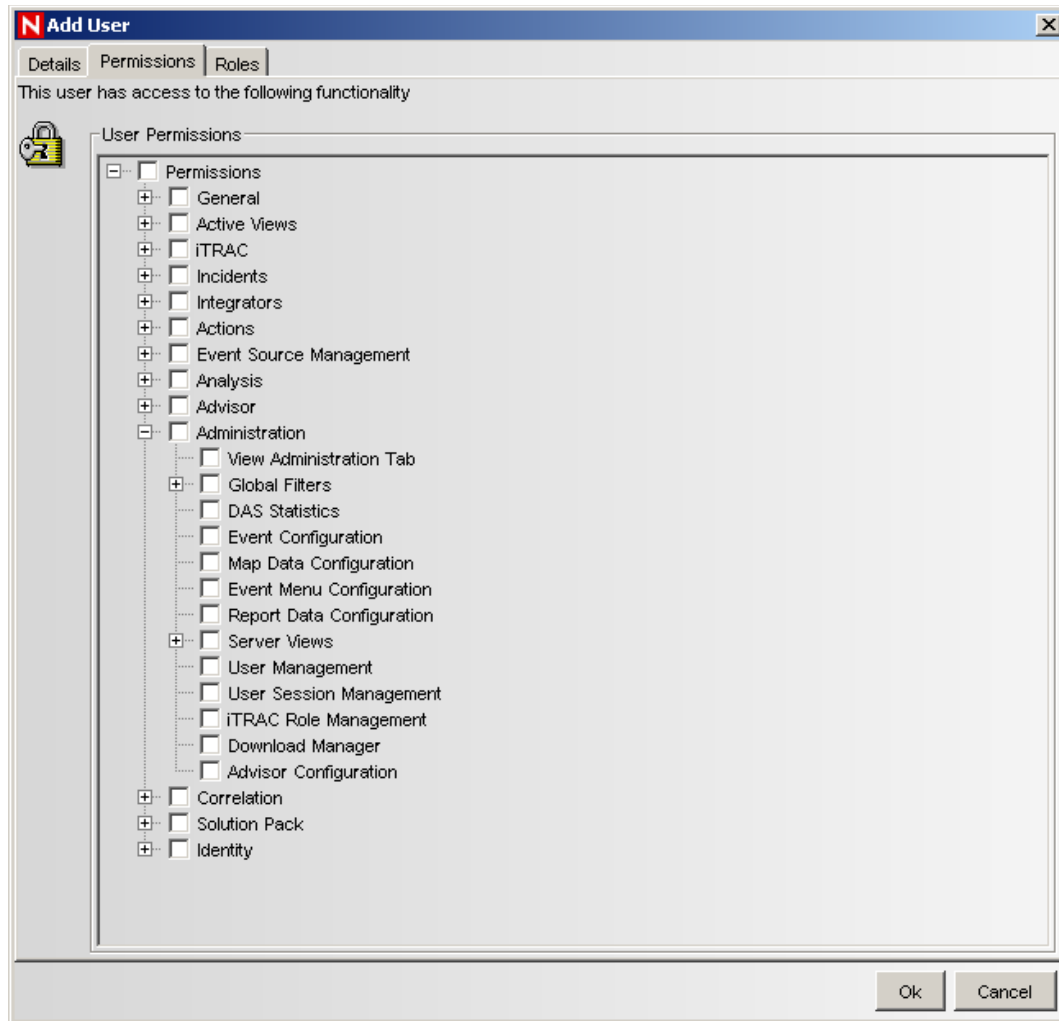 N Add User
Details Permissions Roles
This user has access to the following functionality
User Permissions
Permissions
General
Active Views
iTRAC
Incidents
Integrators
Actions
Event Source Management
Analysis
Advisor
Administration
View Administration Tab
Global Filters
DAS Statistics
Event Configuration
Map Data Configuration
Event Menu Configuration
Report Data Configuration
Server Views
User Management
User Session Management
iTRAC Role Management
Download Manager
Advisor Configuration
Correlation
Solution Pack
Identity
Ok Cancel